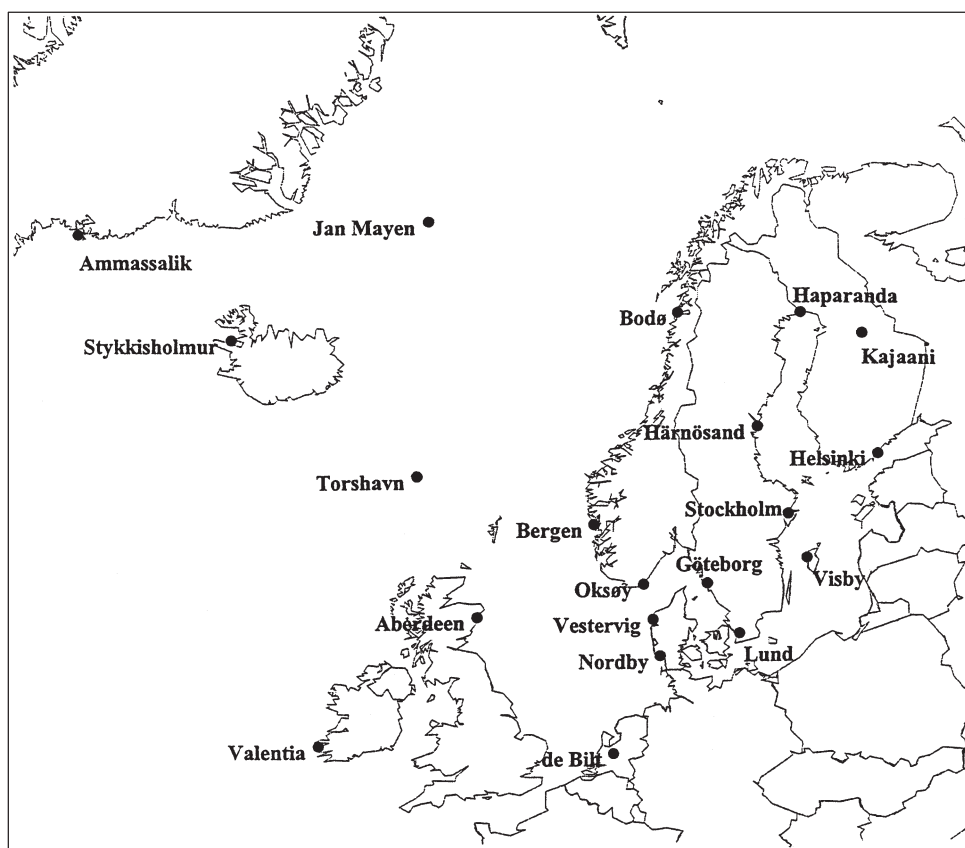 Jan Mayen
Ammassalik
Haparanda
Bodø
Stykkisholmur
Kajaani
Härnösand
Helsinki
Torshavn
Stockholm
Bergen
Göteborg
Visby
Oksøy
Aberdeen
Vestervig
Lund
Nordby
Valentia
de Bilt